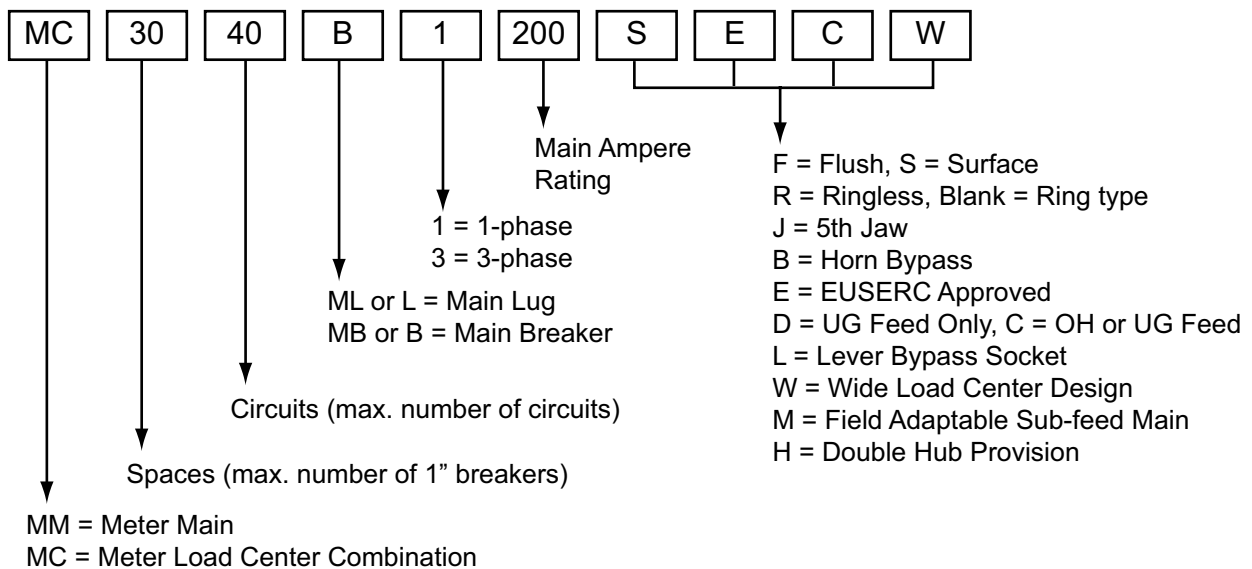 MC 30 40 B 1 200 S E C W
Main Ampere
Rating
F = Flush, S = Surface
R = Ringless, Blank = Ring type
J = 5th Jaw
B = Horn Bypass
E = EUSERC Approved
D = UG Feed Only, C = OH or UG Feed
L = Lever Bypass Socket
W = Wide Load Center Design
M = Field Adaptable Sub-feed Main
H = Double Hub Provision
1 = 1-phase
3 = 3-phase
ML or L = Main Lug
MB or B = Main Breaker
Circuits (max. number of circuits)
Spaces (max. number of 1” breakers)
MM = Meter Main
MC = Meter Load Center Combination